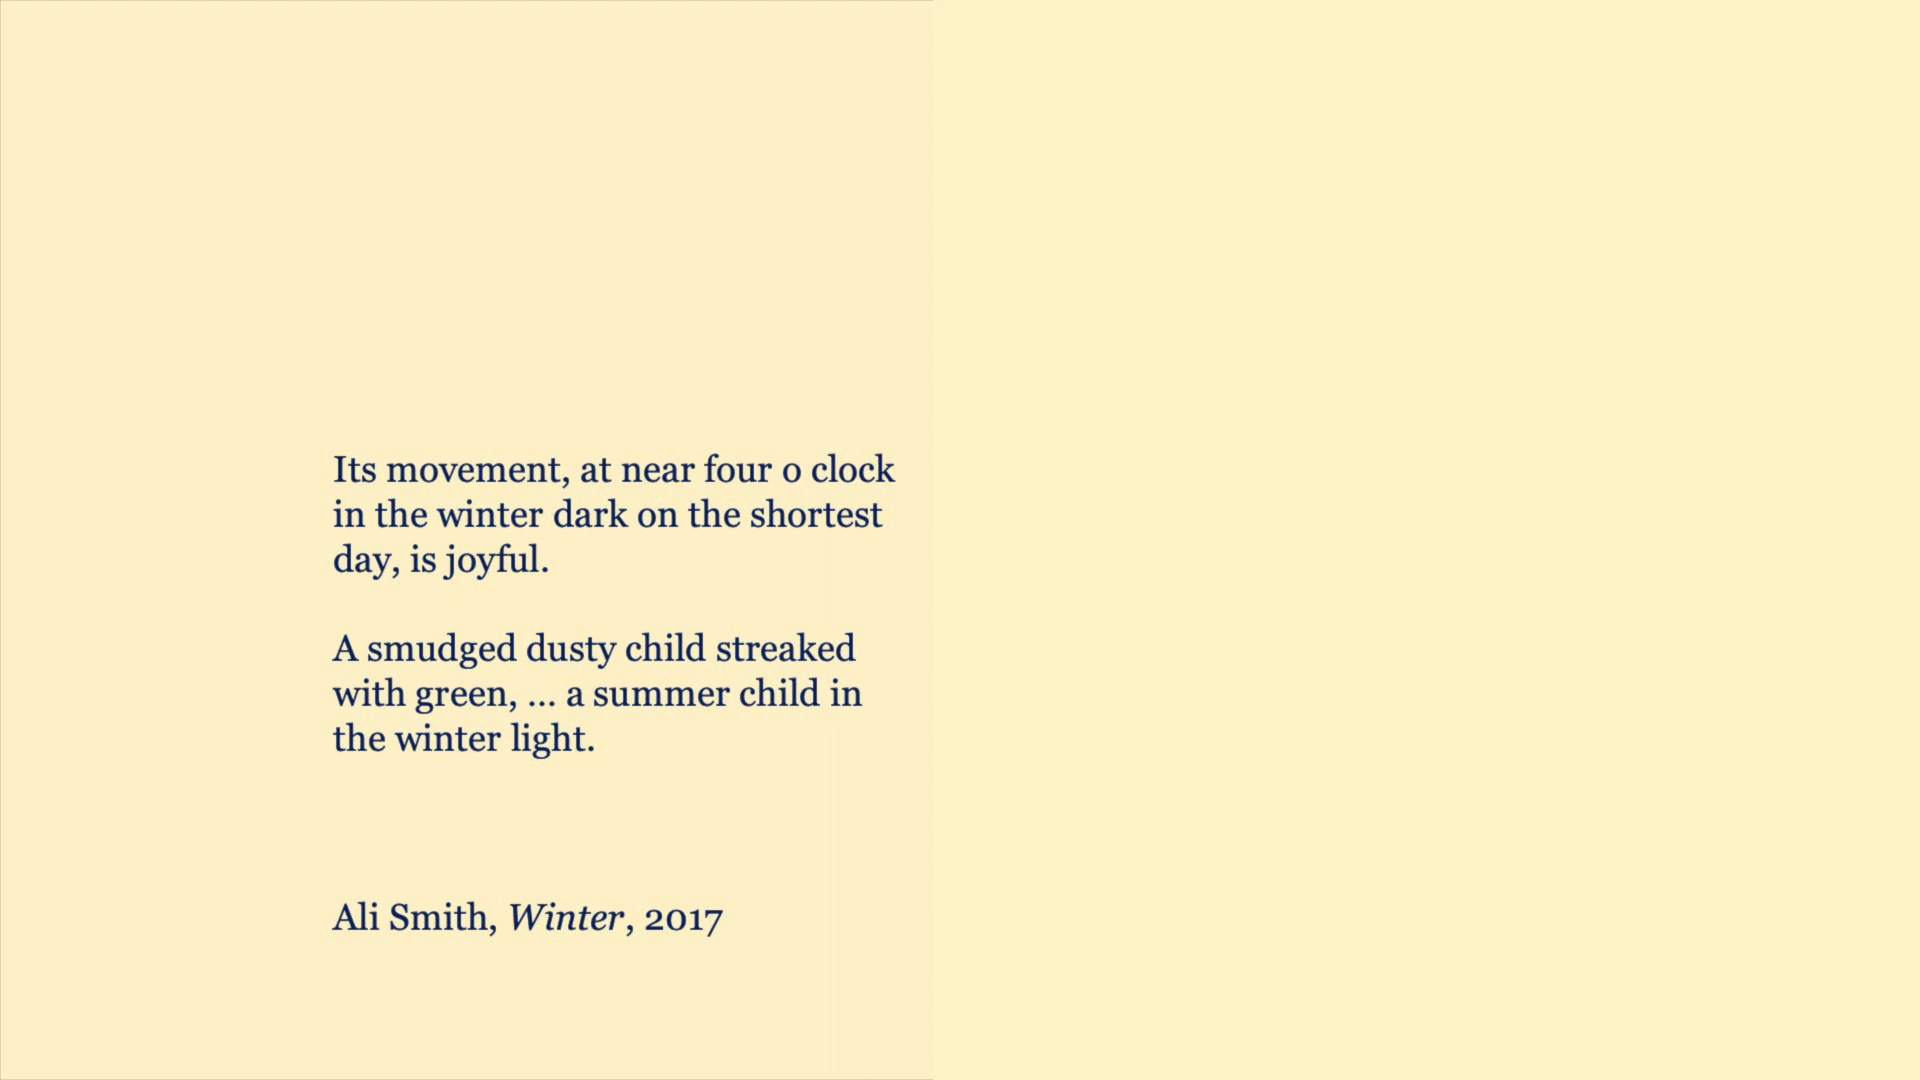 Its movement, at near four o clock
in the winter dark on the shortest
day, is joyful.
A smudged dusty child streaked
with green, ... a summer child in
the winter light.
Ali Smith, Winter, 2017